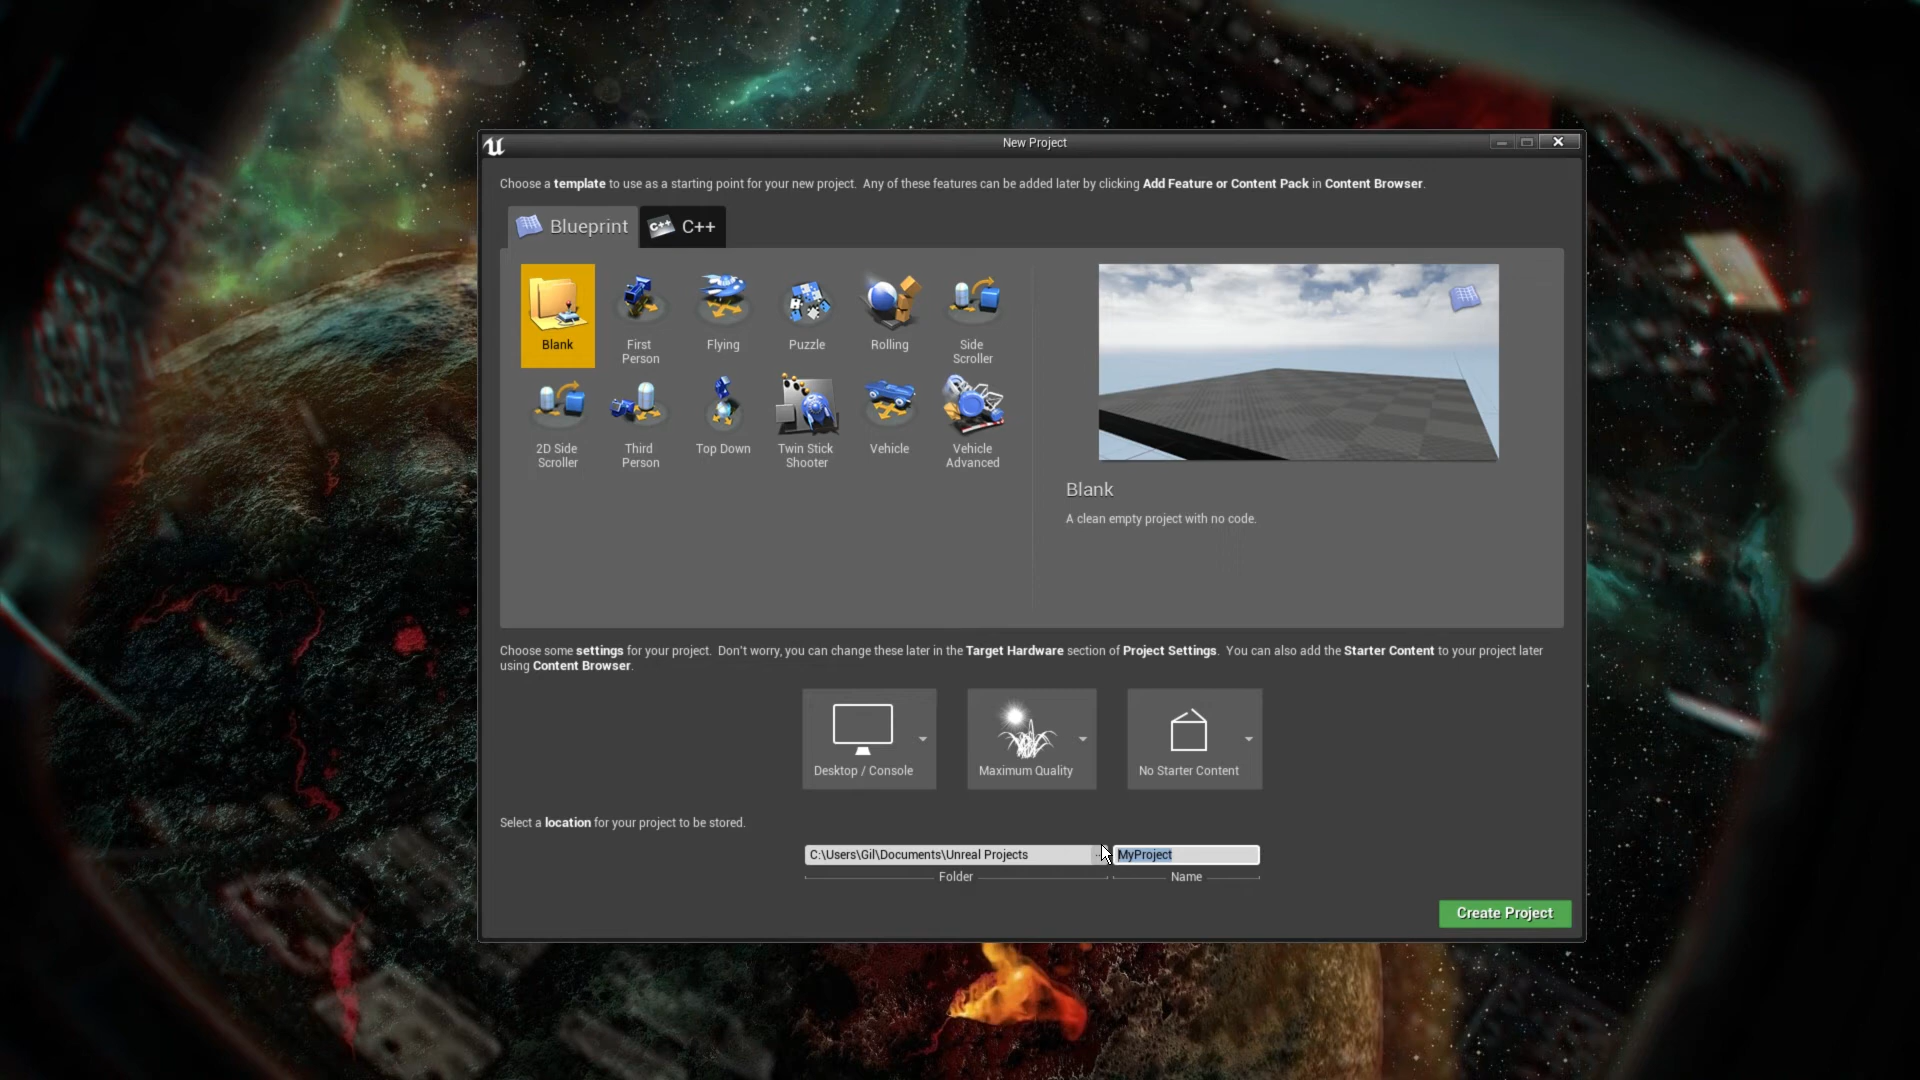 New Project
Choose a template to use as a starting point for your new project. Any of these features can be added later by clicking Add Feature or Content Pack in Content Browser.
Blueprint
C++
C++
Blank
First
Person
Flying
Puzzle
Rolling
Side
Scroller
2D Side
Scroller
Third
Person
Top Down
Twin Stick
Shooter
Vehicle
Vehicle
Advanced
Blank
A clean empty project with no code.
Choose some settings for your project. Don't worry, you can change these later in the Target Hardware section of Project Settings. You can also add the Starter Content to your project later
using Content Browser.
Desktop / Console
Maximum Quality
No Starter Content
Select a location for your project to be stored.
C:\Users\Gil\Documents\Unreal Projects
MyProject
Folder
Name
Create Project